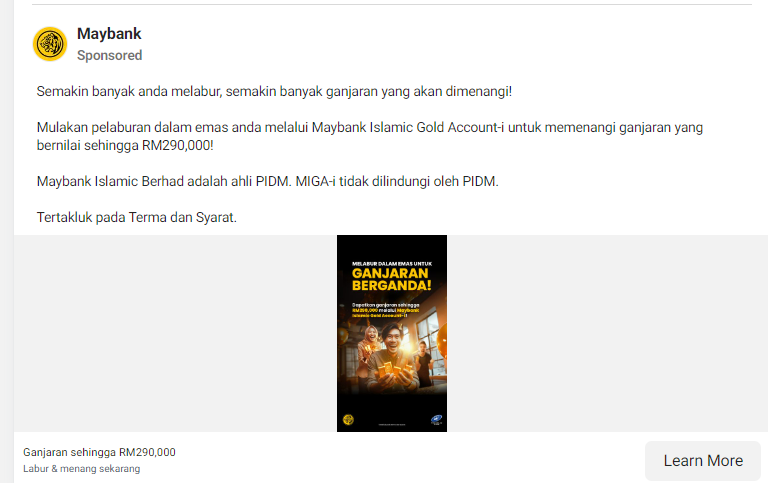 Maybank
Sponsored
Semakin banyak anda melabur, semakin banyak ganjaran yang akan dimenangi!
Mulakan pelaburan dalam emas anda melalui Maybank Islamic Gold Account-i untuk memenangi ganjaran yang
bernilai sehingga RM290,000!
Maybank Islamic Berhad adalah ahli PIDM. MIGA-i tidak dilindungi oleh PIDM.
Tertakluk pada Terma dan Syarat.
MELABUR DALAM EMAS UNTUK
GANJARAN
BERGANDA!
Dapatkan ganjaran sehingga
RM290,000 melalui Maybank
Islamic Gold Account-i!
Ganjaran sehingga RM290,000
Labur & menang sekarang
Learn More